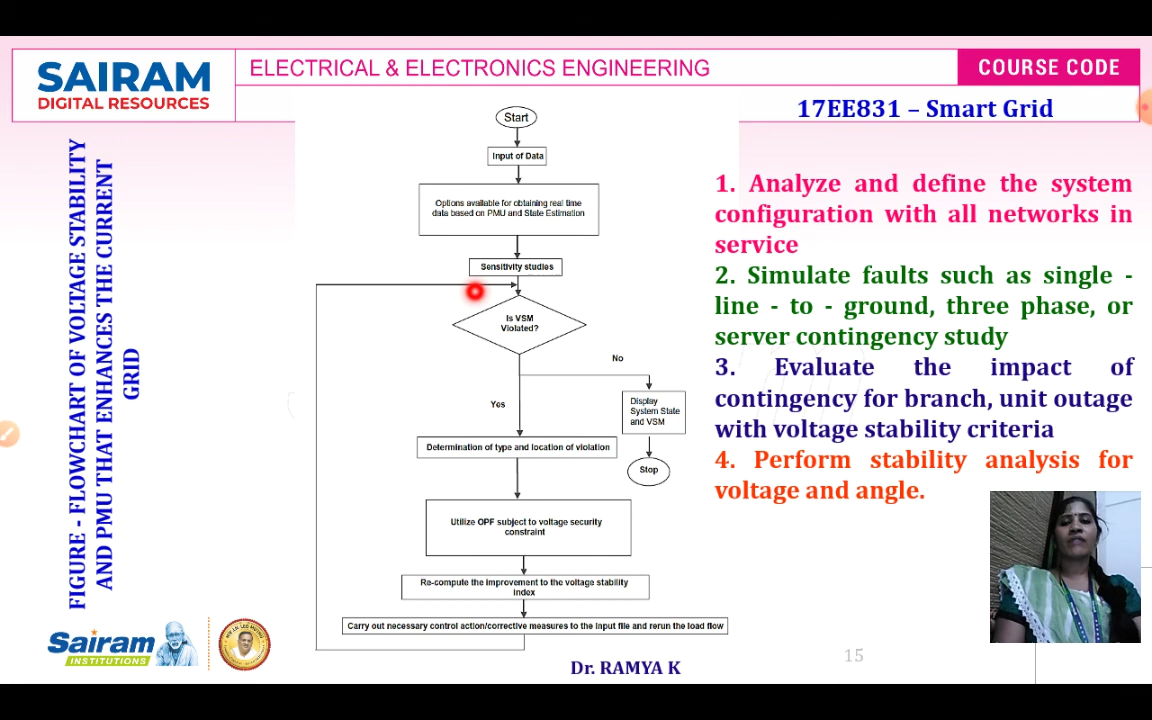 SAIRAM
DIGITAL RESOURCES
ELECTRICAL & ELECTRONICS ENGINEERING
COURSE CODE
17EE831 – Smart Grid
FIGURE - FLOWCHART OF VOLTAGE STABILITY
AND PMU THAT ENHANCES THE CURRENT
GRID
Start
Input of Data
Options available for obtaining real time
data based on PMU and State Estimation
Sensitivity studies
Is VSM
Violated?
No
Yes
Display
System State
and VSM
Stop
Determination of type and location of violation
Utilize OPF subject to voltage security
constraint
Re-compute the improvement to the voltage stability
index
Carry out necessary control action/corrective measures to the input file and rerun the load flow
1. Analyze and define the system
configuration with all networks in
service
2. Simulate faults such as single -
line - to - ground, three phase, or
server contingency study
3. Evaluate the impact of
contingency for branch, unit outage
with voltage stability criteria
4. Perform stability analysis for
voltage and angle.
Sairam
INSTITUTIONS
Dr. RAMYA K
15